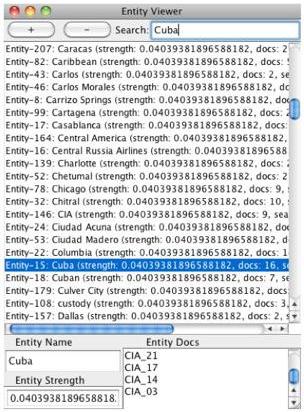 Entity Viewer
+ - Search: Cuba
Entity-207: Caracas (strength: 0.04039381896588182, docs: 2
Entity-82: Caribbean (strength: 0.04039381896588182, docs:
Entity-43: Carlos (strength: 0.04039381896588182, docs: 2, se
Entity-46: Carlos Morales (strength: 0.04039381896588182, d
Entity-8: Carrizo Springs (strength: 0.04039381896588182, d
Entity-99: Cartagena (strength: 0.04039381896588182, docs:
Entity-17: Casablanca (strength: 0.04039381896588182, docs:
Entity-164: Central America (strength: 0.04039381896588182,
Entity-16: Central Russia Airlines (strength: 0.040393818965
Entity-139: Charlotte (strength: 0.04039381896588182, docs:
Entity-52: Chetumal (strength: 0.04039381896588182, docs: 2
Entity-78: Chicago (strength: 0.04039381896588182, docs: 9,
Entity-32: Chitral (strength: 0.04039381896588182, docs: 10,
Entity-146: CIA (strength: 0.04039381896588182, docs: 9, sea
Entity-24: Ciudad Acuna (strength: 0.04039381896588182, do
Entity-53: Ciudad Madero (strength: 0.04039381896588182, d
Entity-22: Columbia (strength: 0.04039381896588182, docs: 1
Entity-15: Cuba (strength: 0.04039381896588182, docs: 16, se
Entity-18: Cuban (strength: 0.04039381896588182, docs: 7, se
Entity-179: Culver City (strength: 0.04039381896588182, doc
Entity-108: custody (strength: 0.04039381896588182, docs: 3,
Entity-157: Dallas (strength: 0.04039381896588182, docs: 2, s
Entity Name Entity Docs
Cuba
CIA_21
CIA_17
Entity Strength
CIA_14
0.0403938189658818
CIA_03